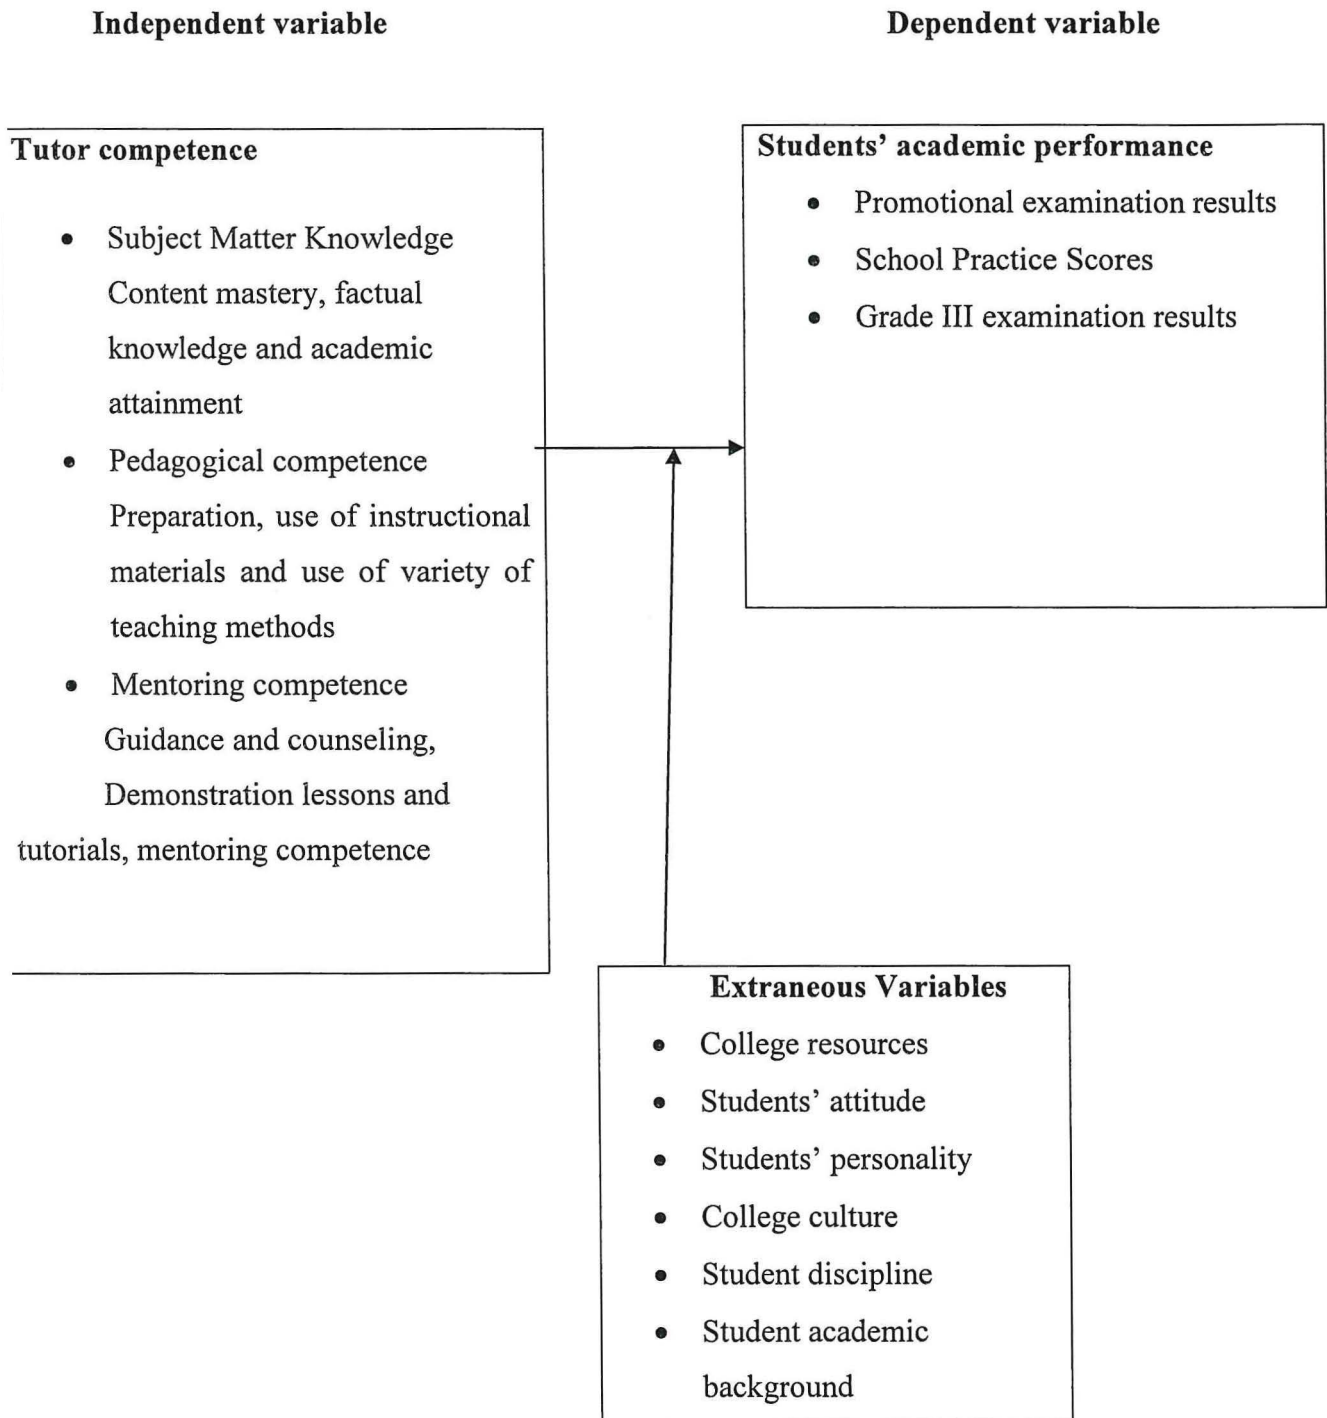 Independent variable
Dependent variable
Tutor competence
• Subject Matter Knowledge
Content mastery, factual
knowledge and academic
attainment
• Pedagogical competence
Preparation, use of instructional
materials and use of variety of
teaching methods
• Mentoring competence
Guidance and counseling,
Demonstration lessons and
tutorials, mentoring competence
Students’ academic performance
• Promotional examination results
• School Practice Scores
• Grade III examination results
Extraneous Variables
• College resources
• Students’ attitude
• Students’ personality
• College culture
• Student discipline
• Student academic
background